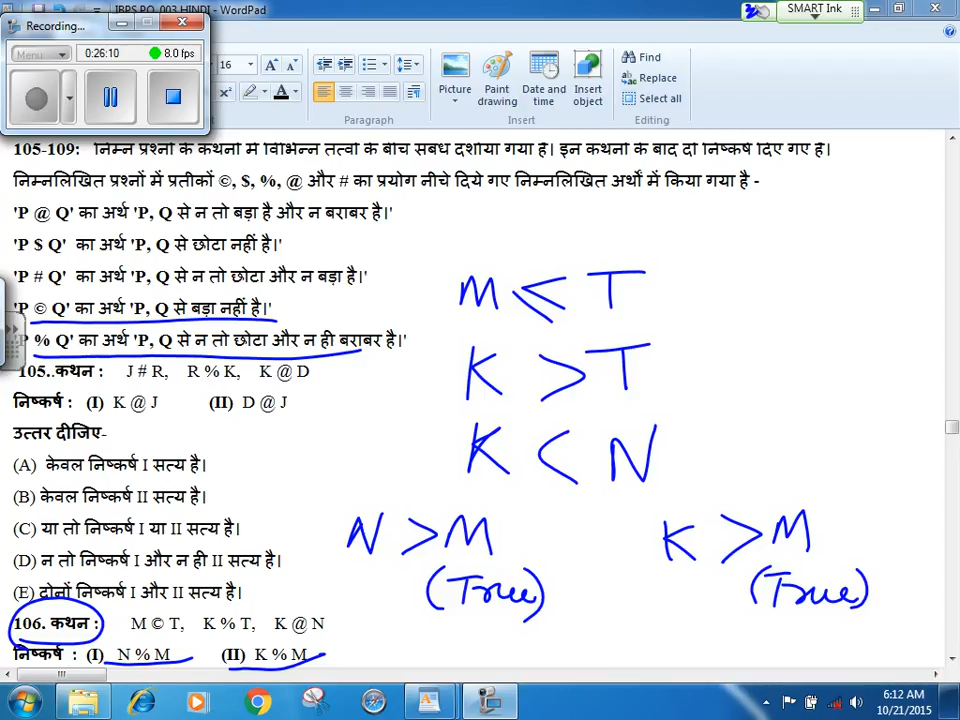 IBPS PO 003 HINDI - WordPad
SMART Ink
Recording...
Menu
0:26:10
8.0 fps
16
A A
Find
Replace
Select all
Picture
Paint drawing
Date and time
Insert object
Paragraph
Insert
Editing
105-109: निम्न प्रश्नों के कथनों में विभिन्न तत्वों के बीच संबंध दर्शाया गया है। इन कथनों के बाद दो निष्कर्ष दिए गए हैं।
निम्नलिखित प्रश्नों में प्रतीकों ©, $, %, @ और # का प्रयोग नीचे दिये गए निम्नलिखित अर्थों में किया गया है -
'P @ Q' का अर्थ 'P, Q से न तो बड़ा है और न बराबर है।'
'P $ Q' का अर्थ 'P, Q से छोटा नहीं है।'
'P # Q' का अर्थ 'P, Q से न तो छोटा और न बड़ा है।'
'P © Q' का अर्थ 'P, Q से बड़ा नहीं है।'
'P % Q' का अर्थ 'P, Q से न तो छोटा और न ही बराबर है।'
105..कथन : J # R, R % K, K @ D
निष्कर्ष : (I) K @ J (II) D @ J
उत्तर दीजिए-
(A) केवल निष्कर्ष I सत्य है।
(B) केवल निष्कर्ष II सत्य है।
(C) या तो निष्कर्ष I या II सत्य है।
(D) न तो निष्कर्ष I और न ही II सत्य है।
(E) दोनों निष्कर्ष I और II सत्य है।
106. कथन : M © T, K % T, K @ N
निष्कर्ष : (I) N % M (II) K % M
M ≤ T
K > T
K < N
N > M K > M
(True) (True)
6:12 AM
10/21/2015